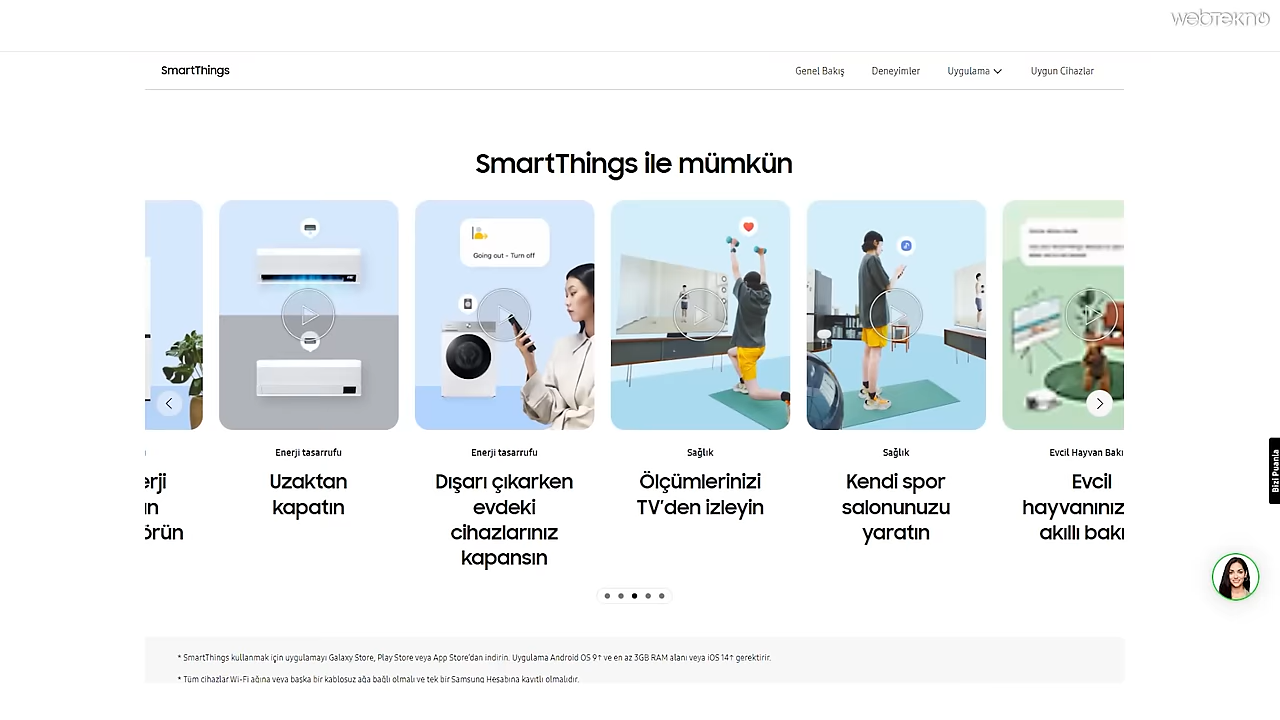 webtekno
SmartThings
Genel Bakış
Deneyimler
Uygulama
Uygun Cihazlar
SmartThings ile mümkün
Going out - Turn off
Enerji tasarrufu
Enerji tasarrufu
Sağlık
Sağlık
Evcil Hayvan Bakı
erji
örün
Uzaktan
kapatın
Dışarı çıkarken
evdeki
cihazlarınız
kapansın
Ölçümlerinizi
TV'den izleyin
Kendi spor
salonunuzu
yaratın
Evcil
hayvanınız
akıllı bakı
Bizi Puanla
* SmartThings kullanmak için uygulamayı Galaxy Store, Play Store veya App Store'dan indirin. Uygulama Android OS 9↑ ve en az 3GB RAM alanı veya iOS 14↑ gerektirir.
* Tüm cihazlar Wi-Fi ağına veya başka bir kablosuz ağa bağlı olmalı ve tek bir Samsung Hesabına kayıtlı olmalıdır.